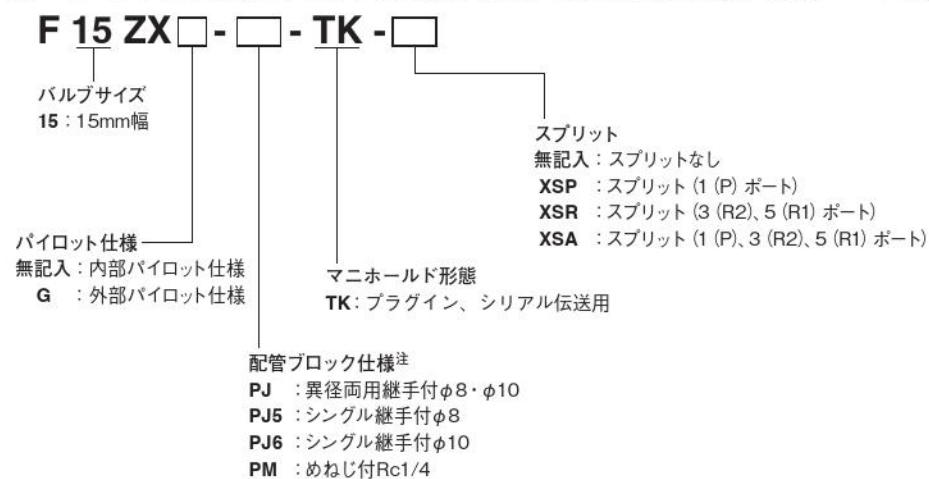 F 15 ZX□-□-TK-□
バルブサイズ
15：15mm幅
スプリット
無記入：スプリットなし
XSP：スプリット（1（P）ポート）
XSR：スプリット（3（R2）、5（R1）ポート）
XSA：スプリット（1（P）、3（R2）、5（R1）ポート）
パイロット仕様
無記入：内部パイロット仕様
G：外部パイロット仕様
マニホールド形態
TK：プラグイン、シリアル伝送用
配管ブロック仕様注
PJ：異径両用継手付φ8・φ10
PJ5：シングル継手付φ8
PJ6：シングル継手付φ10
PM：めねじ付Rc1/4